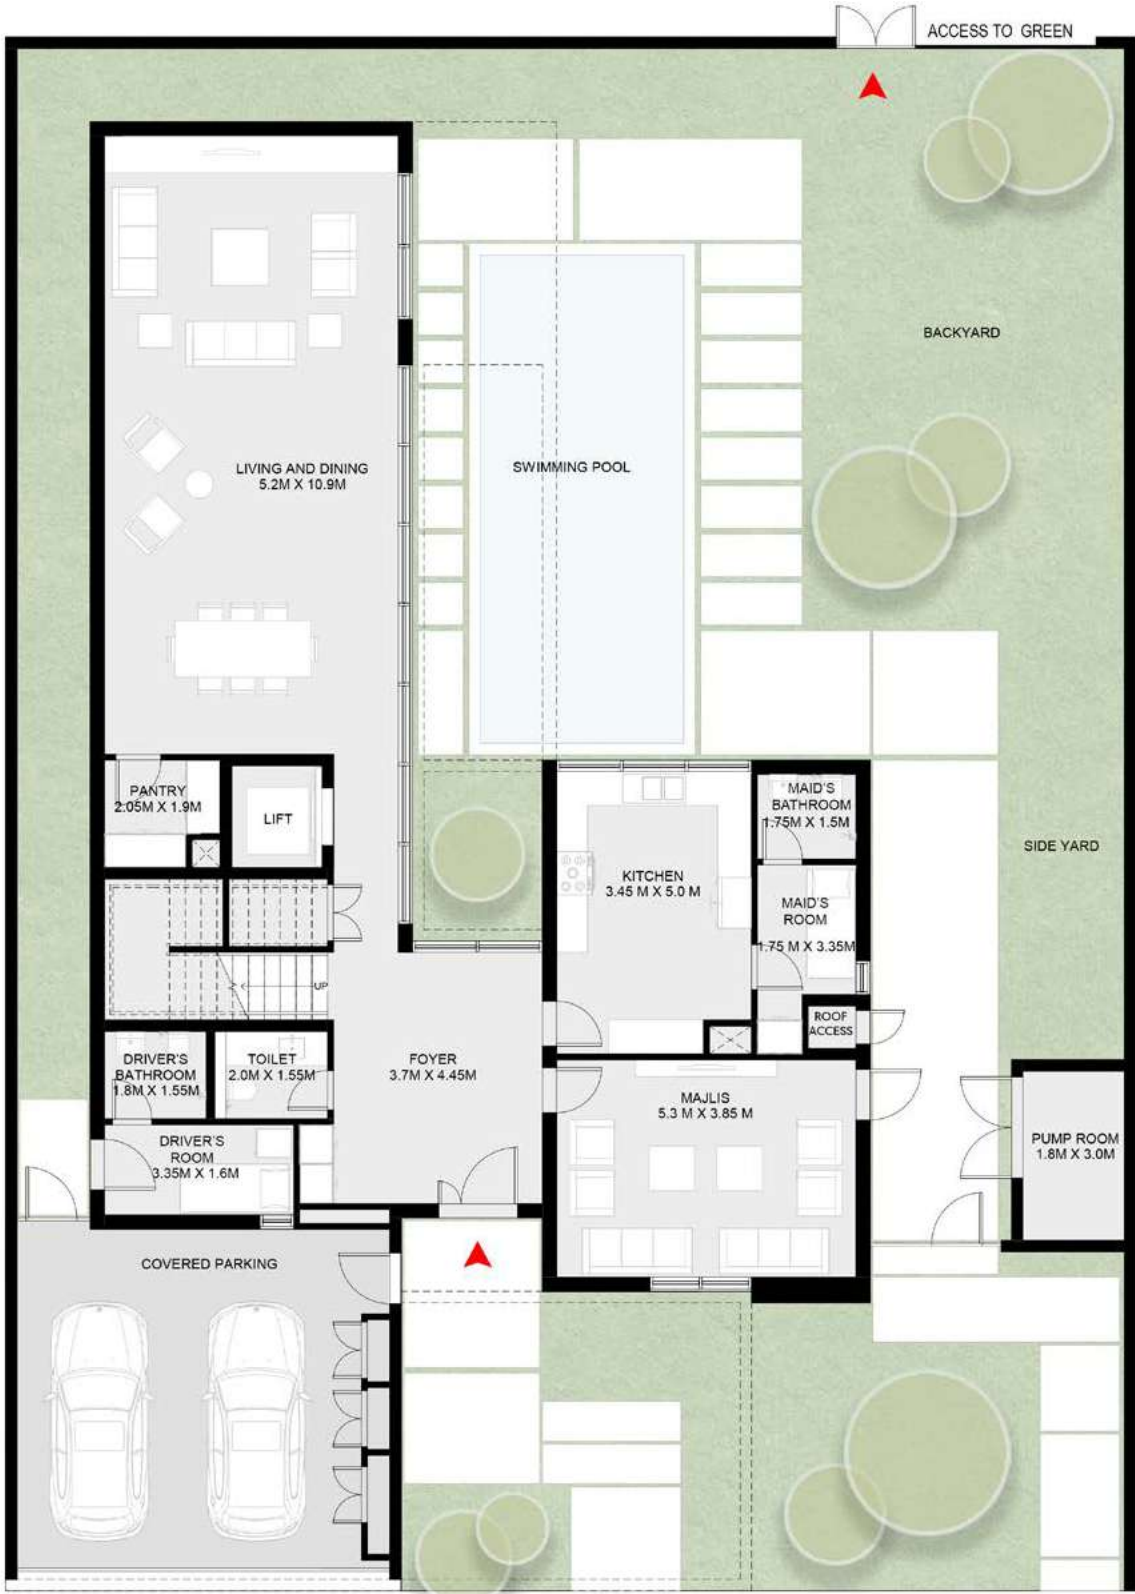 ACCESS TO GREEN
BACKYARD
LIVING AND DINING
5.2M X 10.9M
SWIMMING POOL
PANTRY
2.05M X 1.9M
LIFT
MAID'S
BATHROOM
1.75M X 1.5M
KITCHEN
3.45 M X 5.0 M
SIDE YARD
MAID'S
ROOM
1.75 M X 3.35M
UP
ROOF
ACCESS
DRIVER'S
BATHROOM
1.8M X 1.55M
TOILET
2.0M X 1.55M
FOYER
3.7M X 4.45M
MAJLIS
5.3 M X 3.85 M
DRIVER'S
ROOM
3.35M X 1.6M
PUMP ROOM
1.8M X 3.0M
COVERED PARKING